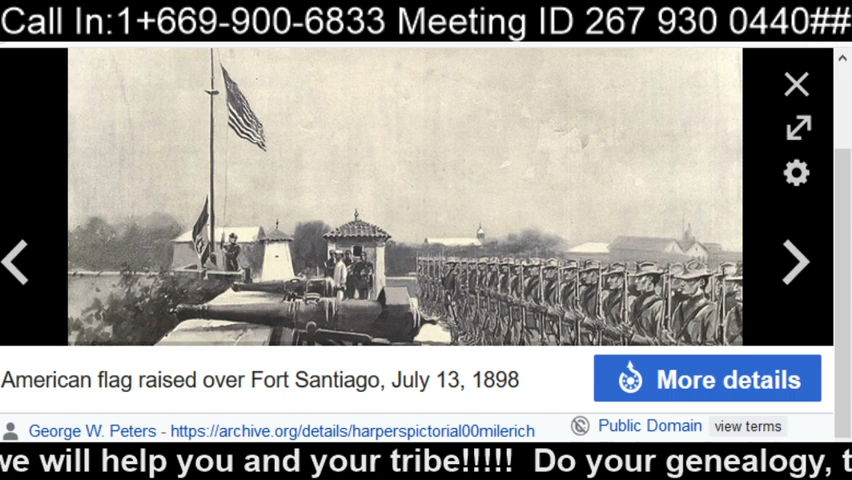 Call In:1+669-900-6833 Meeting ID 267 930 0440##
American flag raised over Fort Santiago, July 13, 1898
More details
George W. Peters - https://archive.org/details/harperspictorial00milerich
Public Domain view terms
we will help you and your tribe!!!!! Do your genealogy, t